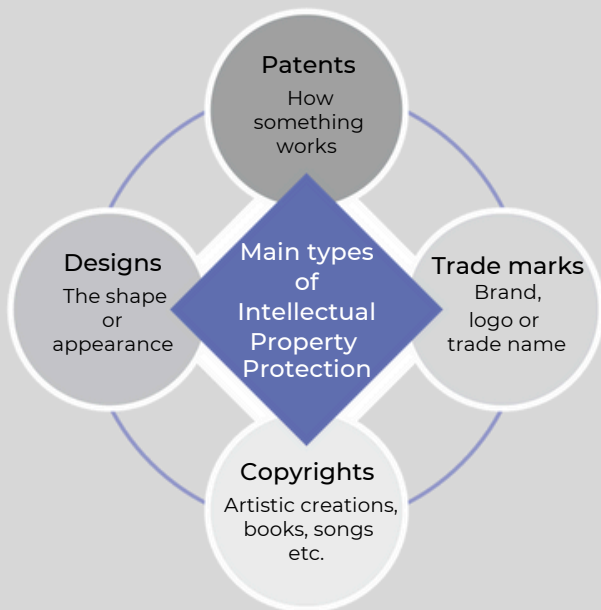 Patents
How
something
works
Designs
The shape
or
appearance
Main types
of
Intellectual
Property
Protection
Trade marks
Brand,
logo or
trade name
Copyrights
Artistic creations,
books, songs
etc.